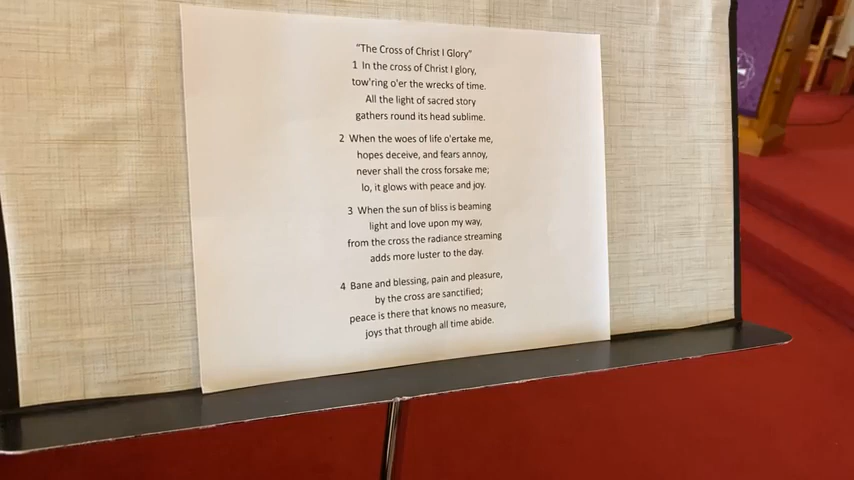 "The Cross of Christ I Glory"
1 In the cross of Christ I glory,
tow'ring o'er the wrecks of time.
All the light of sacred story
gathers round its head sublime.
2 When the woes of life o'ertake me,
hopes deceive, and fears annoy,
never shall the cross forsake me;
lo, it glows with peace and joy.
3 When the sun of bliss is beaming
light and love upon my way,
from the cross the radiance streaming
adds more luster to the day.
4 Bane and blessing, pain and pleasure,
by the cross are sanctified;
peace is there that knows no measure,
joys that through all time abide.